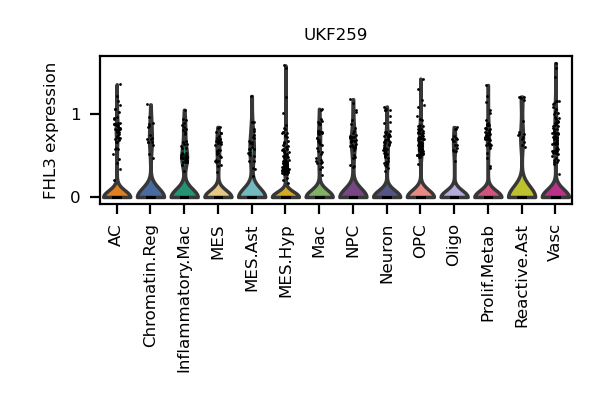 UKF259
FHL3 expression
1
0
AC
Chromatin.Reg
Inflammatory.Mac
MES
MES.Ast
MES.Hyp
Mac
NPC
Neuron
OPC
Oligo
Prolif.Metab
Reactive.Ast
Vasc